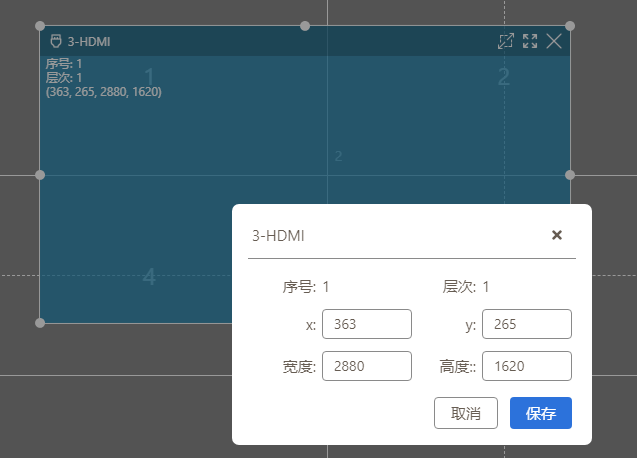 3-HDMI
序号: 1
1
2
层次: 1
(363, 265, 2880, 1620)
2
4
3-HDMI
序号: 1 层次: 1
x: 363 y: 265
宽度: 2880 高度:: 1620
取消 保存